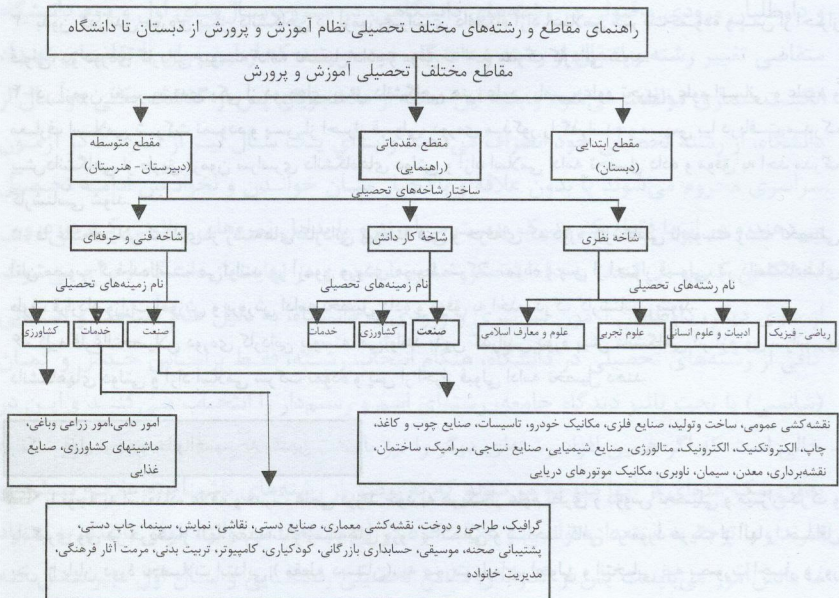 راهنمای مقاطع و رشته‌های مختلف تحصیلی نظام آموزش و پرورش از دبستان تا دانشگاه
مقاطع مختلف تحصیلی آموزش و پرورش
مقطع ابتدایی
(دبستان)
مقطع مقدماتی
(راهنمایی)
مقطع متوسطه
(دبیرستان-هنرستان)
ساختار شاخه‌های تحصیلی
شاخه نظری
شاخه کار دانش
شاخه فنی و حرفه‌ای
نام رشته‌های تحصیلی
نام زمینه‌های تحصیلی
نام زمینه‌های تحصیلی
ریاضی-فیزیک
ادبیات و علوم انسانی
علوم تجربی
علوم و معارف اسلامی
صنعت
کشاورزی
خدمات
صنعت
خدمات
کشاورزی
نقشه‌کشی عمومی، ساخت وتولید، صنایع فلزی، مکانیک خودرو، تاسیسات، صنایع چوب و کاغذ،
چاپ، الکتروتکنیک، الکترونیک، متالورژی، صنایع شیمیایی، صنایع نساجی، سرامیک، ساختمان،
نقشه‌برداری، معدن، سیمان، ناوبری، مکانیک موتورهای دریایی
امور دامی،امور زراعی وباغی،
ماشینهای کشاورزی، صنایع
غذایی
گرافیک، طراحی و دوخت، نقشه‌کشی معماری، صنایع دستی، نقاشی، نمایش، سینما، چاپ دستی،
پشتیبانی صحنه، موسیقی، حسابداری بازرگانی، کودکیاری، کامپیوتر، تربیت بدنی، مرمت آثار فرهنگی،
مدیریت خانواده